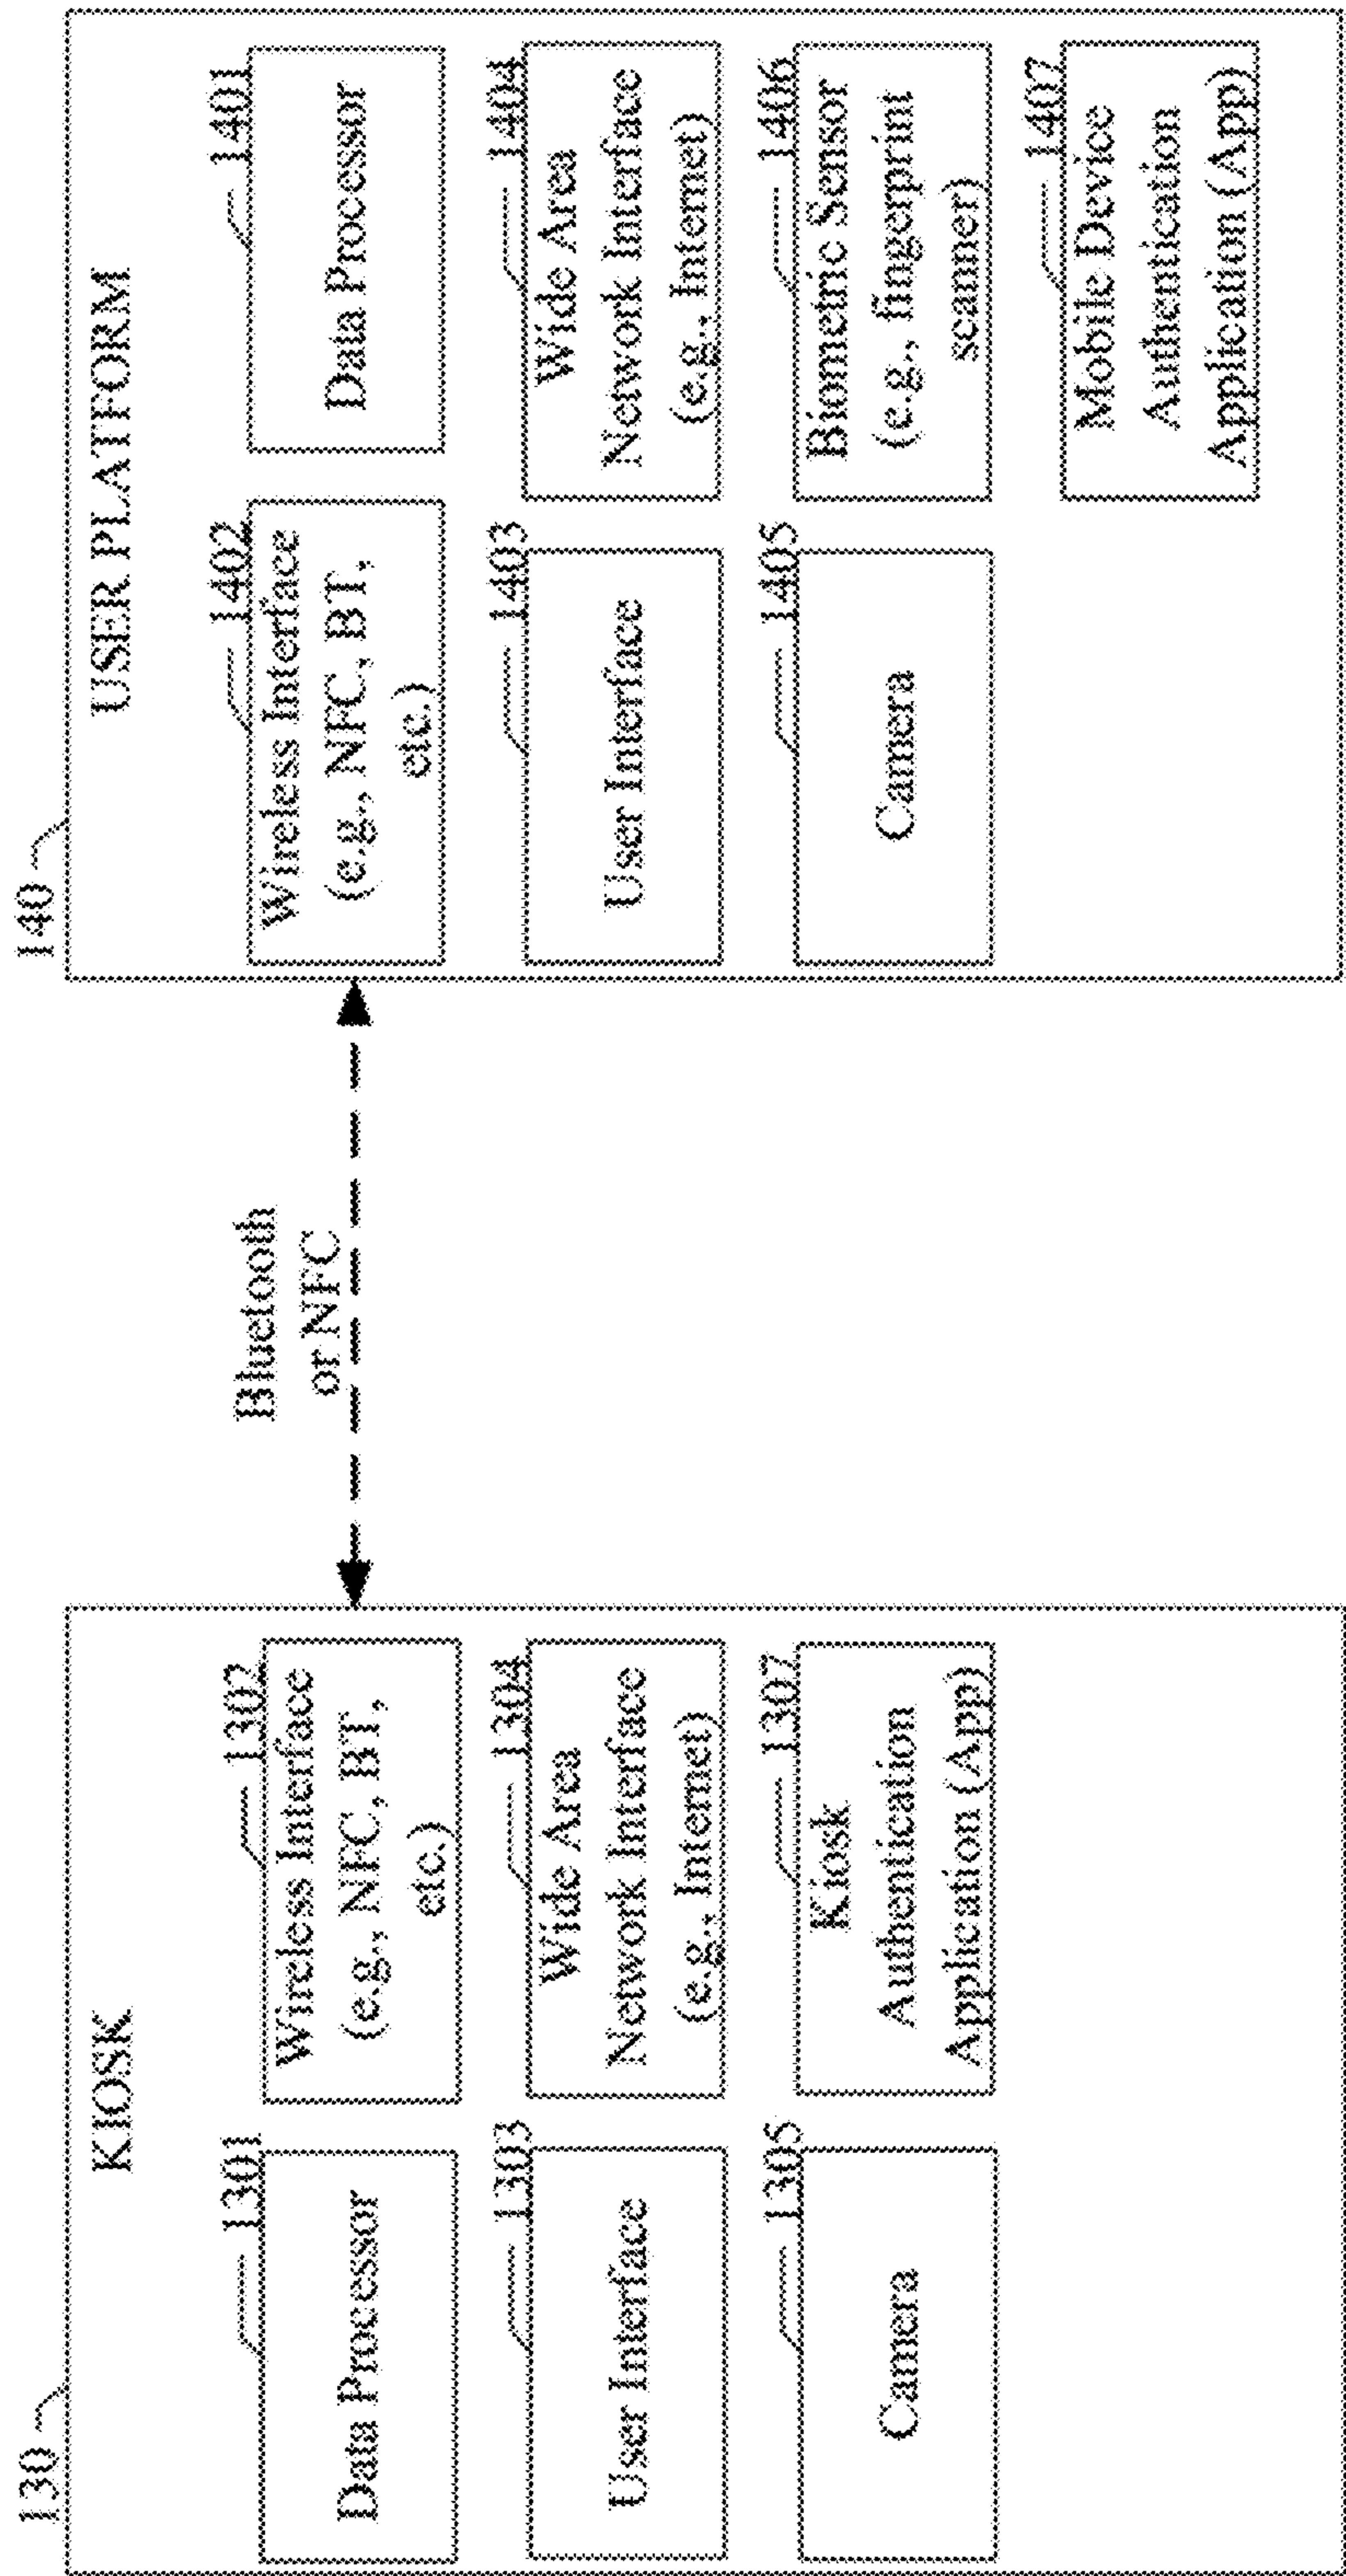 130
KIOSK
1301
Data Processor
1302
Wireless Interface
(e.g., NFC, BT,
etc.)
1303
User Interface
1304
Wide Area
Network Interface
(e.g., Internet)
1305
Camera
1307
Kiosk
Authentication
Application (App)
Bluetooth
or NFC
140
USER PLATFORM
1402
Wireless Interface
(e.g., NFC, BT,
etc.)
1401
Data Processor
1403
User Interface
1404
Wide Area
Network Interface
(e.g., Internet)
1405
Camera
1406
Biometric Sensor
(e.g., fingerprint
scanner)
1407
Mobile Device
Authentication
Application (App)